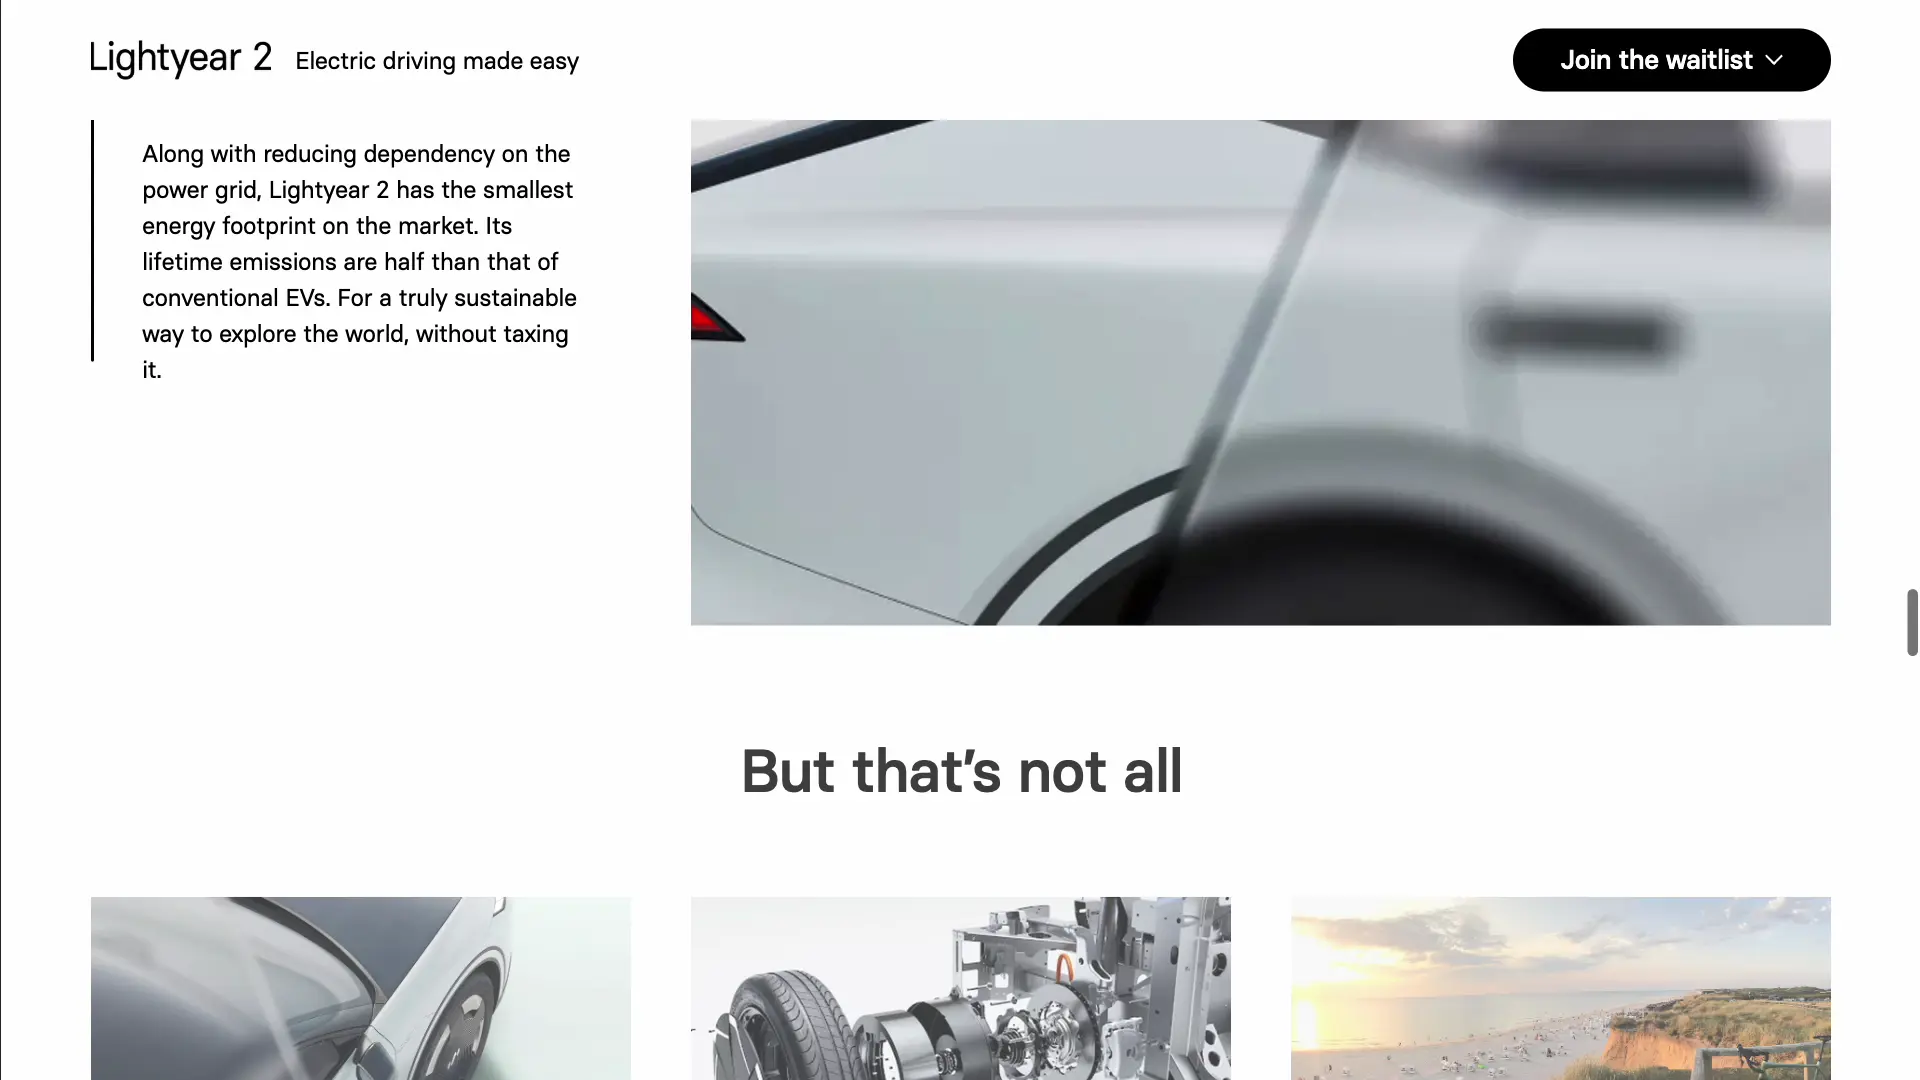 Lightyear 2 Electric driving made easy
Join the waitlist
Along with reducing dependency on the
power grid, Lightyear 2 has the smallest
energy footprint on the market. Its
lifetime emissions are half than that of
conventional EVs. For a truly sustainable
way to explore the world, without taxing
it.
But that’s not all